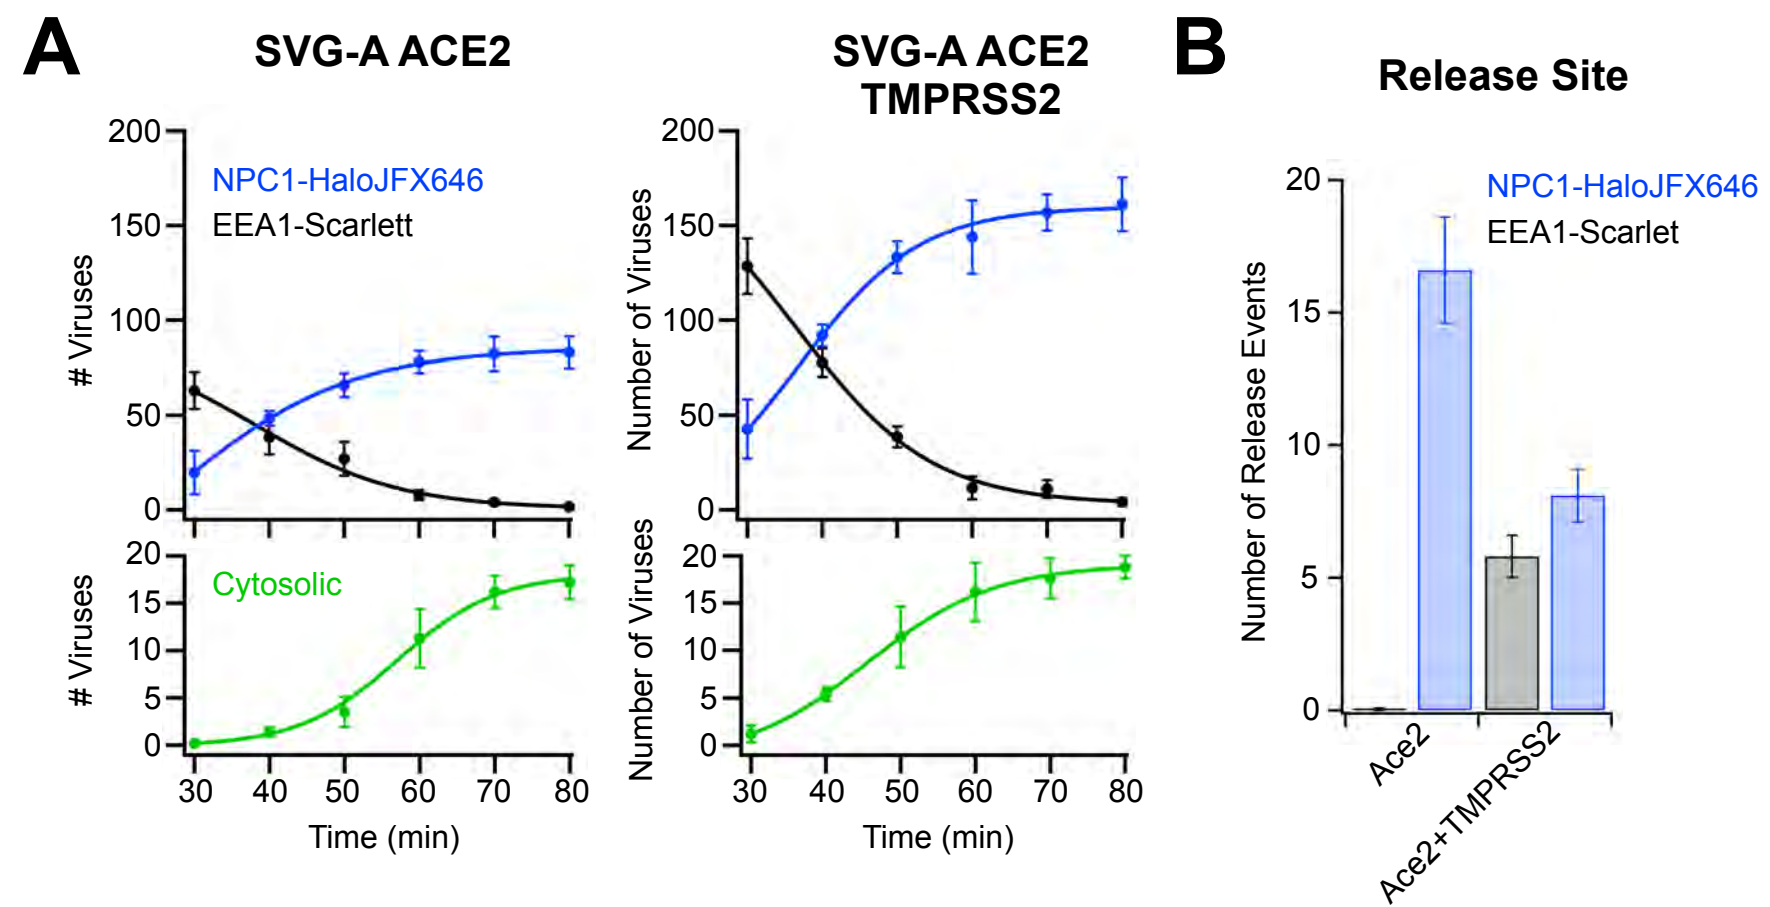 A
SVG-A ACE2
200
150
100
50
0
# Viruses
NPC1-HaloJFX646
EEA1-Scarlett
20
15
10
5
0
# Viruses
Cytosolic
30 40 50 60 70 80
Time (min)
SVG-A ACE2
TMPRSS2
200
150
100
50
0
Number of Viruses
20
15
10
5
0
Number of Viruses
30 40 50 60 70 80
Time (min)
B
Release Site
NPC1-HaloJFX646
EEA1-Scarlet
20
15
10
5
0
Number of Release Events
Ace2
Ace2+TMPRSS2